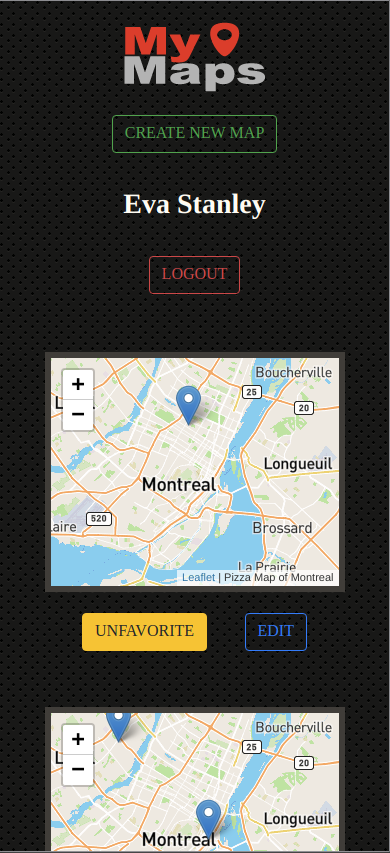 My
Maps
CREATE NEW MAP
Eva Stanley
LOGOUT
+
−
Boucherville
25
20
Longueuil
Montreal
520
Brossard
La Prairie
Leaflet | Pizza Map of Montreal
UNFAVORITE
EDIT
+
−
Boucherville
25
20
Longueuil
Montreal